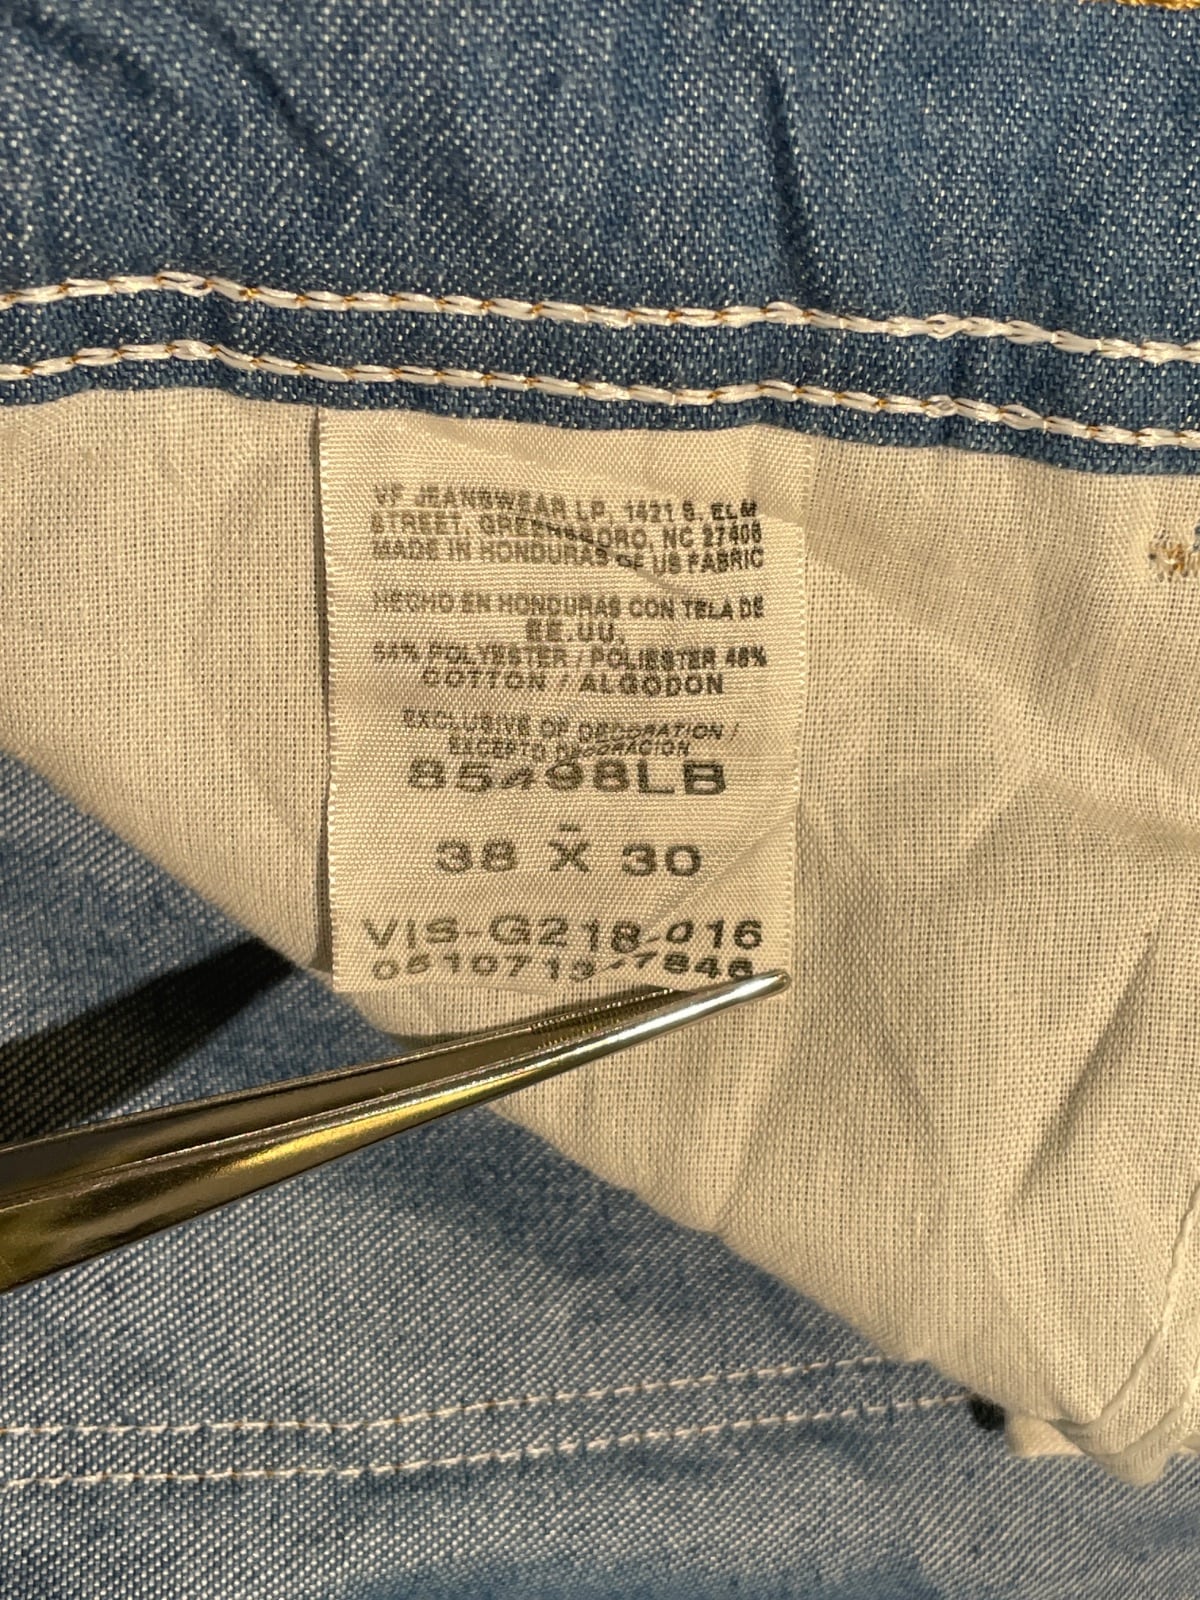 VF JEANSWEAR LP, 1421 S. ELM
STREET, GREENSBORO, NC 27406
MADE IN HONDURAS OF US FABRIC
HECHO EN HONDURAS CON TELA DE
EE.UU.
54% POLYESTER / POLIESTER 46%
COTTON / ALGODON
EXCLUSIVE OF DECORATION /
EXCEPTO DECORACION
85498LB
38 X 30
VIS-G218-016